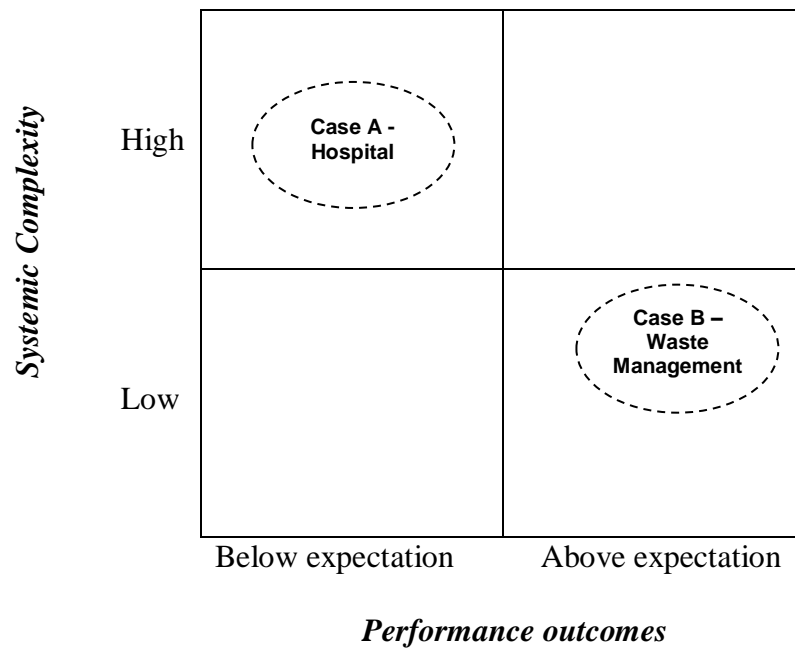 Systemic Complexity
High
Low
Case A -
Hospital
Case B –
Waste
Management
Below expectation
Above expectation
Performance outcomes